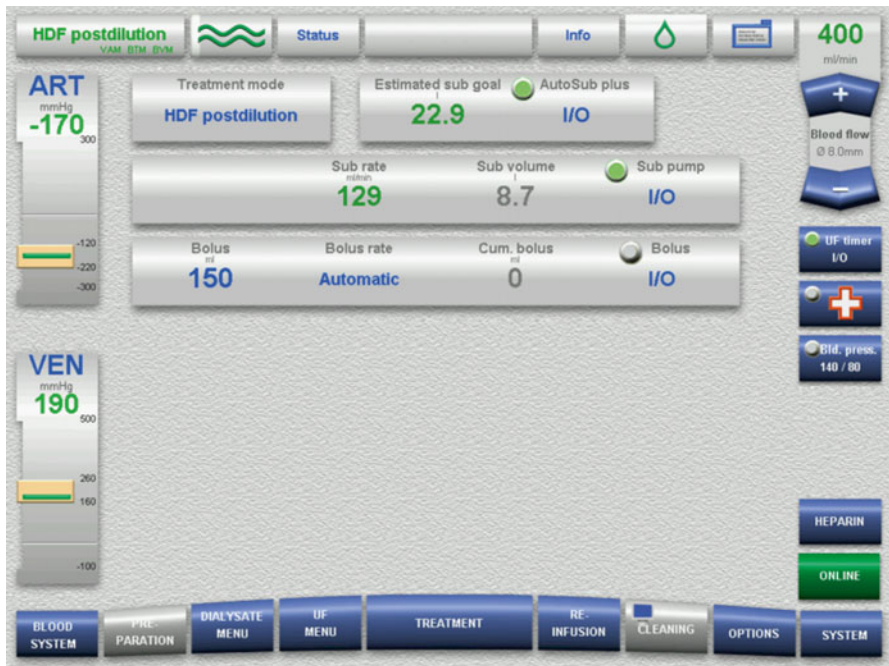 HDF postdilution
VAM BTM BVM
Status
Info
400
ml/min
ART
mmHg
-170
300
-120
-220
-300
Treatment mode
HDF postdilution
Estimated sub goal
l
22.9
AutoSub plus
I/O
Sub rate
ml/min
129
Sub volume
l
8.7
Sub pump
I/O
Bolus
ml
150
Bolus rate
Automatic
Cum. bolus
ml
0
Bolus
I/O
+
Blood flow
Ø 8.0mm
−
UF timer
I/O
Bld. press.
140 / 80
VEN
mmHg
190
500
260
160
-100
HEPARIN
ONLINE
BLOOD
SYSTEM
PRE-
PARATION
DIALYSATE
MENU
UF
MENU
TREATMENT
RE-
INFUSION
CLEANING
OPTIONS
SYSTEM